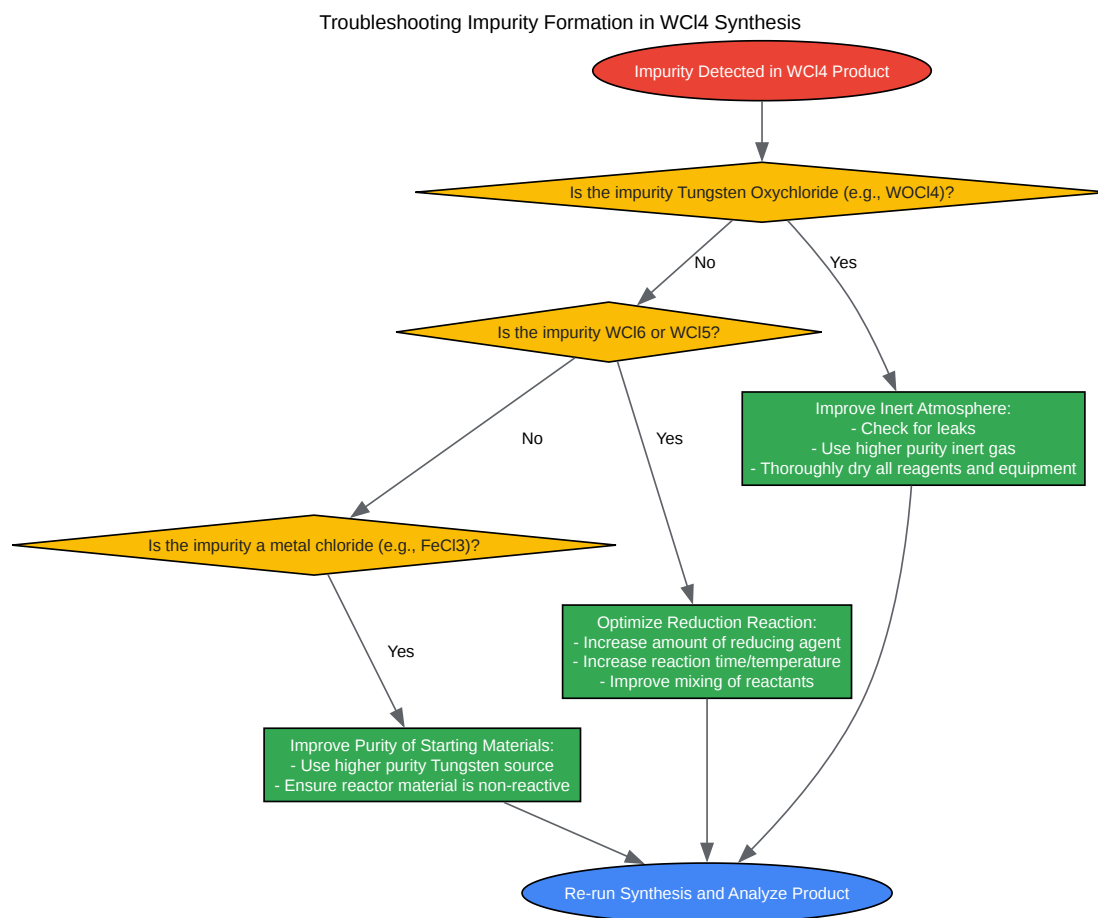 Troubleshooting Impurity Formation in WCl4 Synthesis
Impurity Detected in WCl4 Product
Is the impurity Tungsten Oxychloride (e.g., WOCl4)?
No
Yes
Is the impurity WCl6 or WCl5?
Improve Inert Atmosphere:
- Check for leaks
- Use higher purity inert gas
- Thoroughly dry all reagents and equipment
No
Yes
Is the impurity a metal chloride (e.g., FeCl3)?
Optimize Reduction Reaction:
- Increase amount of reducing agent
- Increase reaction time/temperature
- Improve mixing of reactants
Yes
Improve Purity of Starting Materials:
- Use higher purity Tungsten source
- Ensure reactor material is non-reactive
Re-run Synthesis and Analyze Product